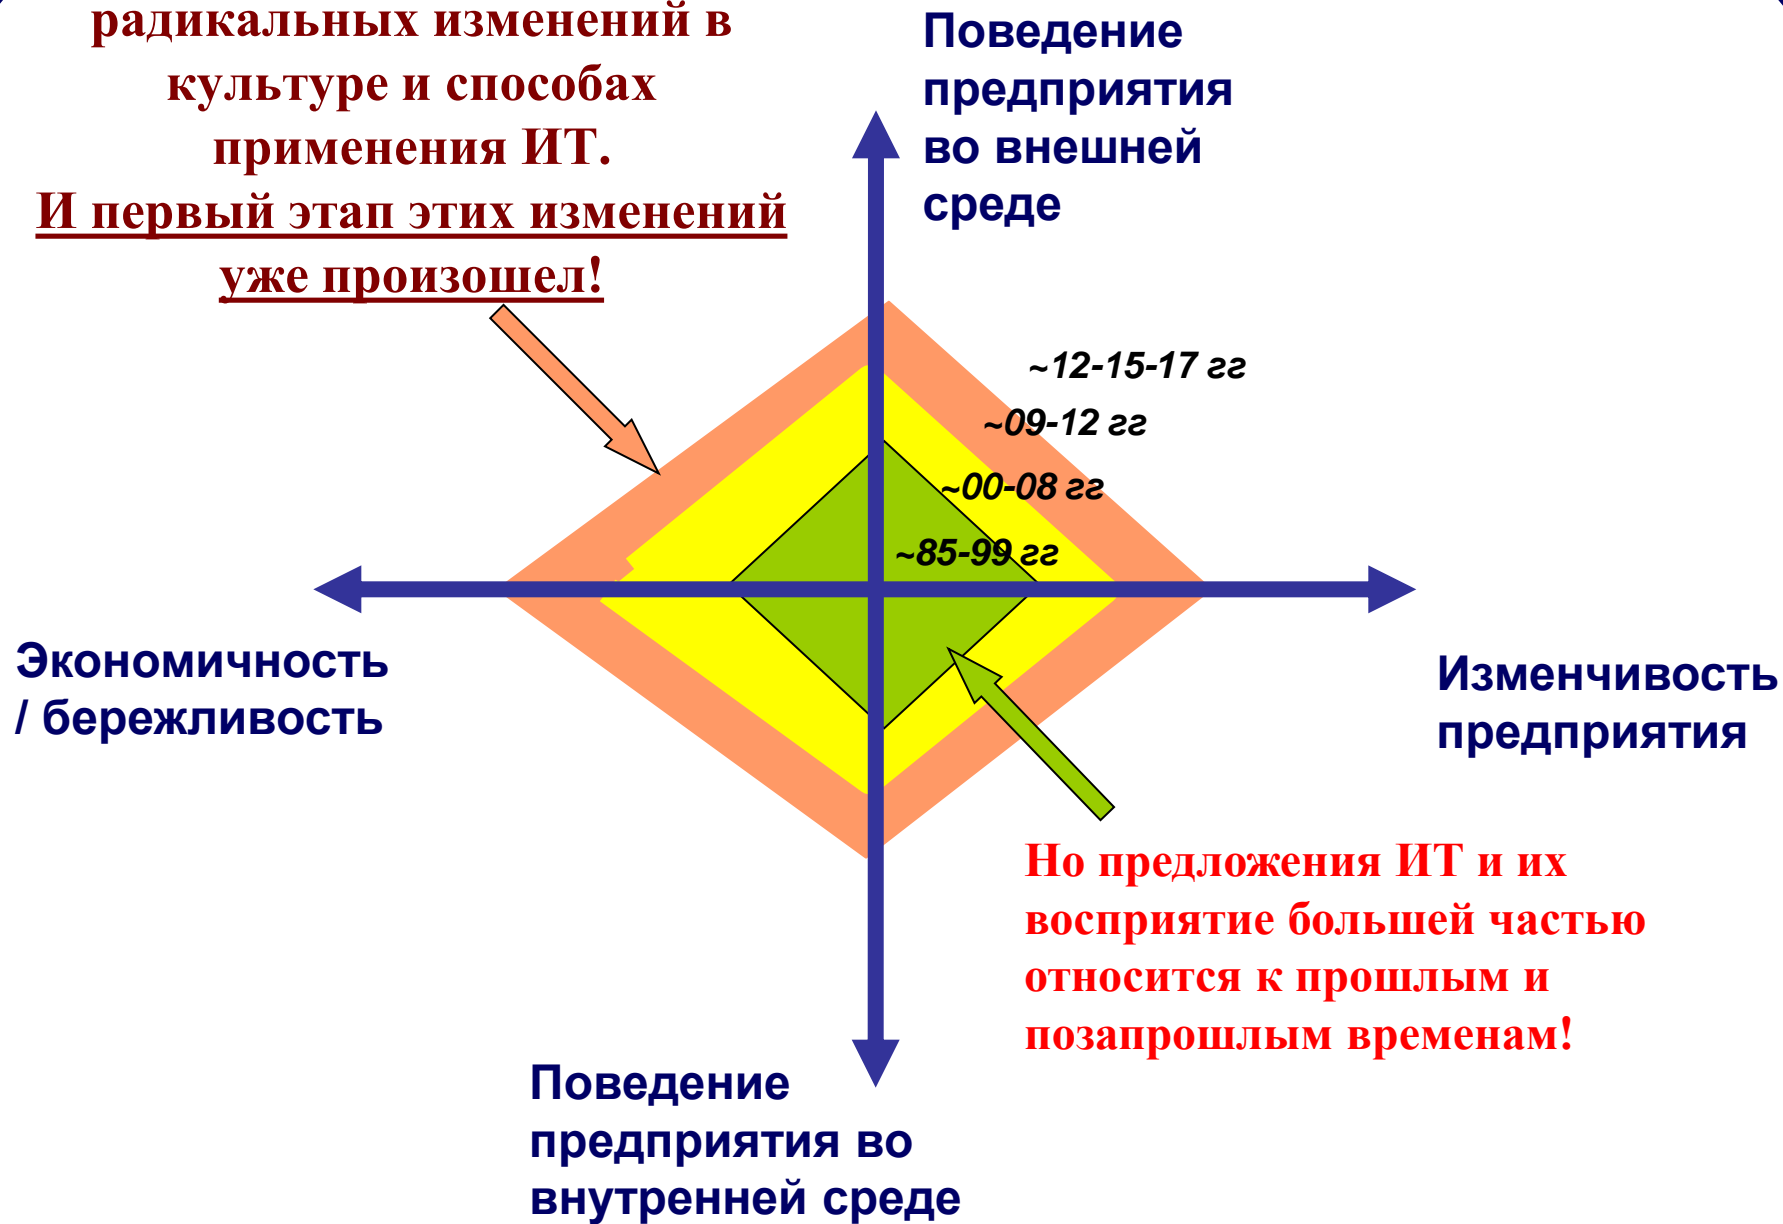 радикальных изменений в
культуре и способах
применения ИТ.
И первый этап этих изменений
уже произошел!
Поведение
предприятия
во внешней
среде
~12-15-17 гг
~09-12 гг
~00-08 гг
~85-99 гг
Экономичность
/ бережливость
Изменчивость
предприятия
Но предложения ИТ и их
восприятие большей частью
относится к прошлым и
позапрошлым временам!
Поведение
предприятия во
внутренней среде